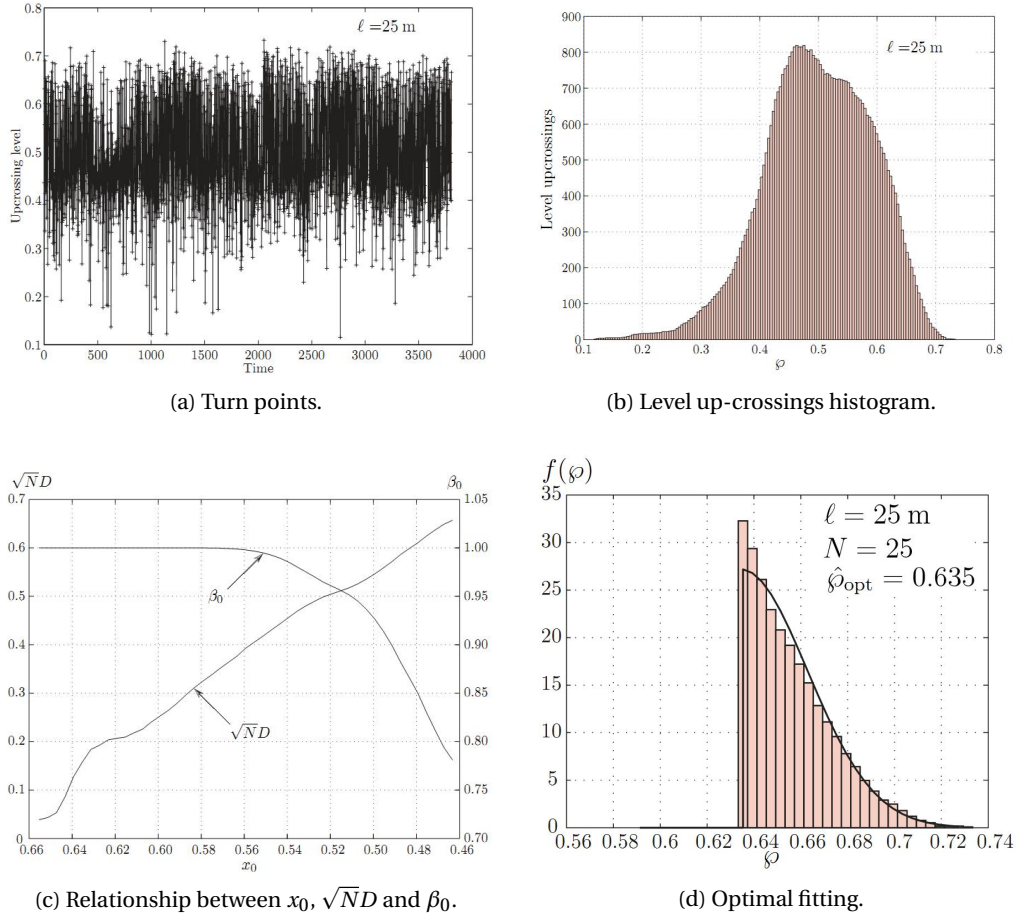 ℓ = 25 m
Upcrossing level
0.8
0.7
0.6
0.5
0.4
0.3
0.2
0.1
0 500 1000 1500 2000 2500 3000 3500 4000
Time
(a) Turn points.
ℓ = 25 m
Level upcrossings
900
800
700
600
500
400
300
200
100
0
0.1 0.2 0.3 0.4 0.5 0.6 0.7 0.8
℘
(b) Level up-crossings histogram.
√ND
β₀
0.7
0.6
0.5
0.4
0.3
0.2
0.1
0
1.05
1.00
0.95
0.90
0.85
0.80
0.75
0.70
β₀
√ND
0.66 0.64 0.62 0.60 0.58 0.56 0.54 0.52 0.50 0.48 0.46
x₀
(c) Relationship between x₀, √ND and β₀.
f(℘)
35
30
25
20
15
10
5
0
ℓ = 25 m
N = 25
℘̂opt = 0.635
0.56 0.58 0.6 0.62 0.64 0.66 0.68 0.7 0.72 0.74
℘
(d) Optimal fitting.